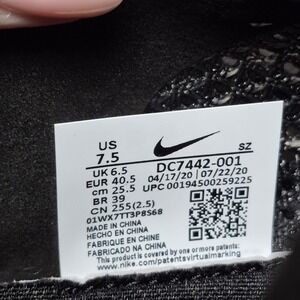 US
7.5
SZ
UK 6.5
DC7442-001
EUR 40.5
04/17/20 07/22/20
cm 25.5
UPC 00194500259225
BR 39
CN 255(2.5)
01WX7TT3P8S68
MADE IN CHINA
HECHO EN CHINA
FABRIQUE EN CHINE
FABRICADO NA CHINA
This product is covered by one or more patents.
www.nike.com/patentsvirtualmarking